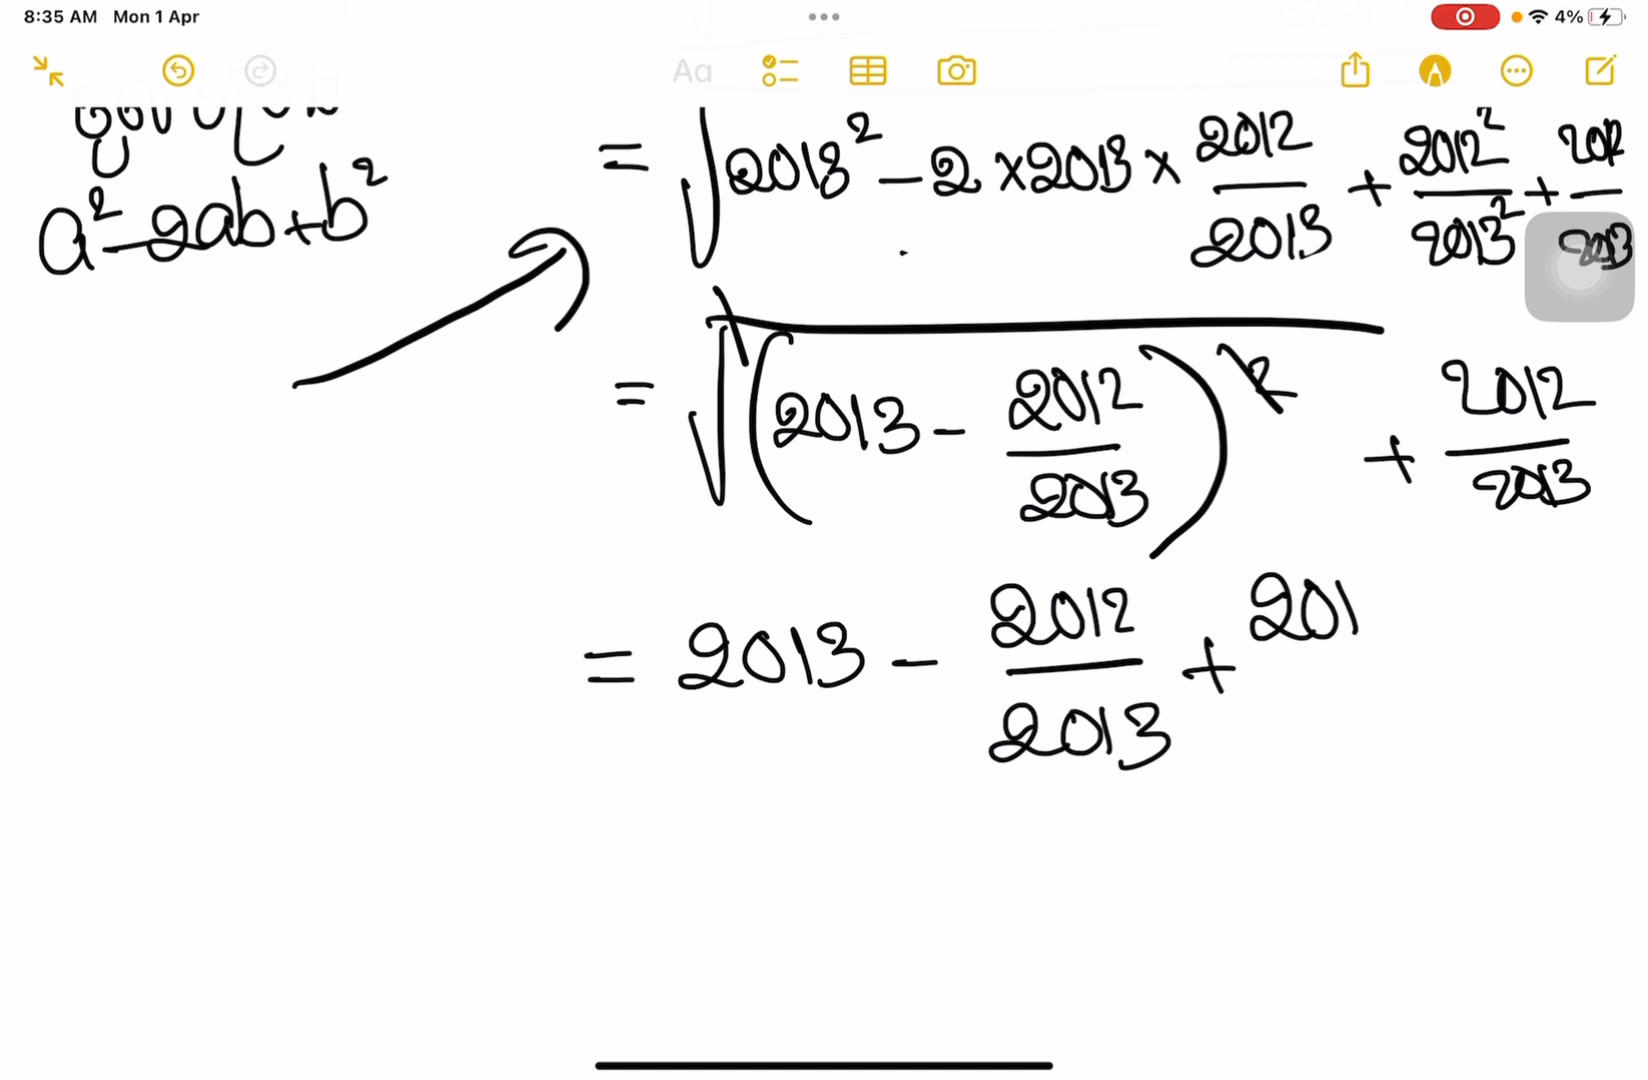 8:35 AM Mon 1 Apr
4%
Aa
= √2013² - 2 × 2013 × 2012/2013 + 2012²/2013² + 2012/2013
a² - 2ab + b²
= √(2013 - 2012/2013)² + 2012/2013
= 2013 - 2012/2013 + 201